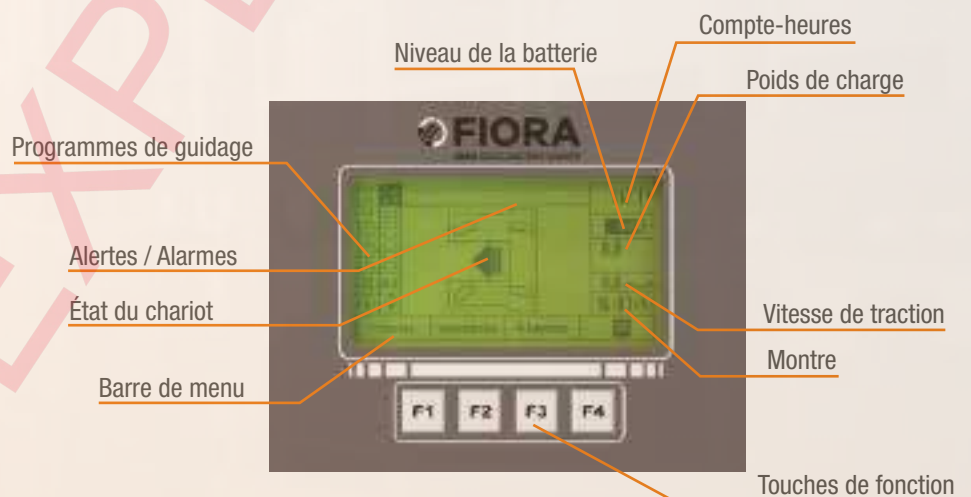 Compte-heures
Niveau de la batterie
Poids de charge
FIORA
Programmes de guidage
Alertes / Alarmes
État du chariot
Vitesse de traction
Montre
Barre de menu
F1 F2 F3 F4
Touches de fonction
EXP